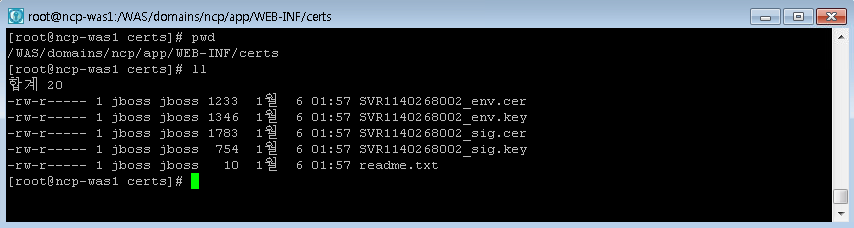 root@ncp-was1:/WAS/domains/ncp/app/WEB-INF/certs
[root@ncp-was1 certs]# pwd
/WAS/domains/ncp/app/WEB-INF/certs
[root@ncp-was1 certs]# ll
합계 20
-rw-r----- 1 jboss jboss 1233  1월  6 01:57 SVR1140268002_env.cer
-rw-r----- 1 jboss jboss 1346  1월  6 01:57 SVR1140268002_env.key
-rw-r----- 1 jboss jboss 1783  1월  6 01:57 SVR1140268002_sig.cer
-rw-r----- 1 jboss jboss  754  1월  6 01:57 SVR1140268002_sig.key
-rw-r----- 1 jboss jboss   10  1월  6 01:57 readme.txt
[root@ncp-was1 certs]#